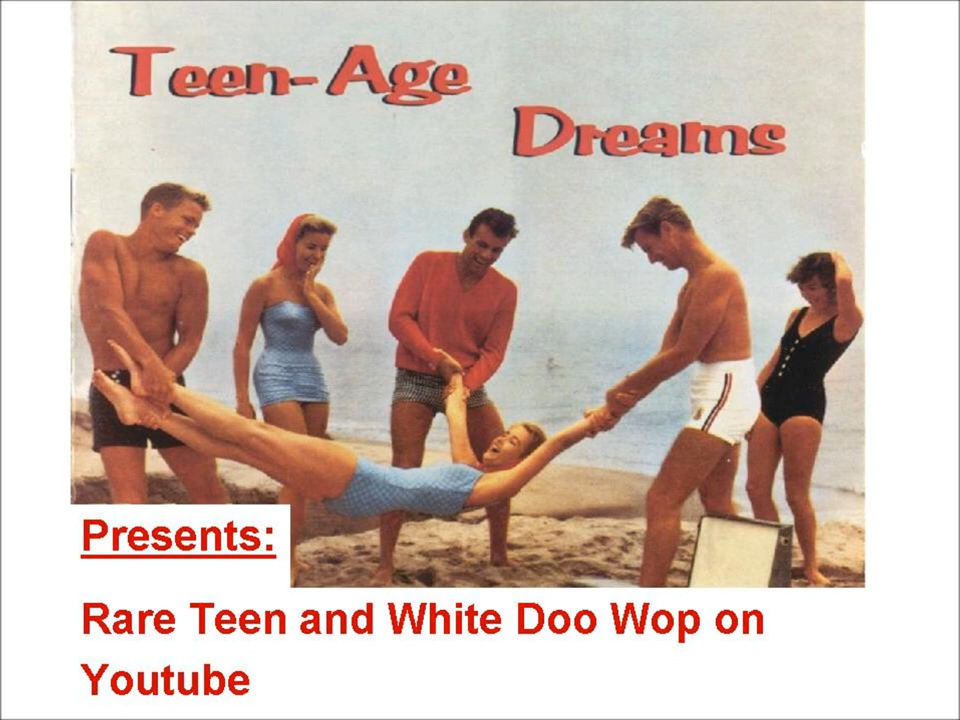 Teen-Age
Dreams
Presents:
Rare Teen and White Doo Wop on
Youtube